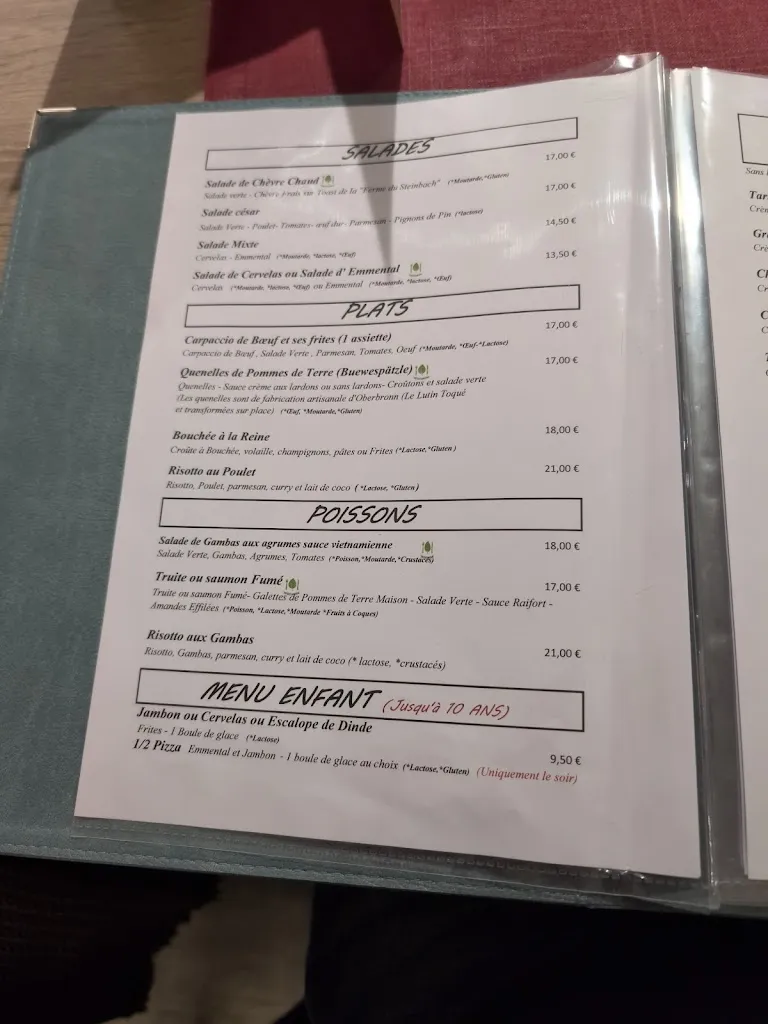 SALADES
Salade de Chèvre Chaud 17,00 €
Salade verte - Chèvre Frais sur Toast de la "Ferme du Steinbach" (*Moutarde,*Gluten)
Salade césar 17,00 €
Salade Verte - Poulet- Tomates- œuf dur- Parmesan - Pignons de Pin (*lactose)
Salade Mixte 14,50 €
Cervelas - Emmental (*Moutarde, *lactose, *Œuf)
Salade de Cervelas ou Salade d' Emmental 13,50 €
Cervelas (*Moutarde, *lactose, *Œuf) ou Emmental (*Moutarde, *lactose, *Œuf)
PLATS
Carpaccio de Bœuf et ses frites (1 assiette) 17,00 €
Carpaccio de Bœuf , Salade Verte , Parmesan, Tomates, Oeuf (*Moutarde, *Œuf-*Lactose)
Quenelles de Pommes de Terre (Buewespätzle) 17,00 €
Quenelles - Sauce crème aux lardons ou sans lardons- Croûtons et salade verte
(Les quenelles sont de fabrication artisanale d'Oberbronn (Le Lutin Toqué
et transformées sur place) (*Œuf, *Moutarde,*Gluten)
Bouchée à la Reine 18,00 €
Croûte à Bouchée, volaille, champignons, pâtes ou Frites (*Lactose,*Gluten )
Risotto au Poulet 21,00 €
Risotto, Poulet, parmesan, curry et lait de coco ( *Lactose, *Gluten )
POISSONS
Salade de Gambas aux agrumes sauce vietnamienne 18,00 €
Salade Verte, Gambas, Agrumes, Tomates (*Poisson,*Moutarde,*Crustacés)
Truite ou saumon Fumé 17,00 €
Truite ou saumon Fumé- Galettes de Pommes de Terre Maison - Salade Verte - Sauce Raifort -
Amandes Effilées (*Poisson, *Lactose,*Moutarde *Fruits à Coques)
Risotto aux Gambas 21,00 €
Risotto, Gambas, parmesan, curry et lait de coco (* lactose, *crustacés)
MENU ENFANT (Jusqu'à 10 ANS)
Jambon ou Cervelas ou Escalope de Dinde
Frites - 1 Boule de glace (*Lactose) 9,50 €
1/2 Pizza Emmental et Jambon - 1 boule de glace au choix (*Lactose,*Gluten) (Uniquement le soir)
Sans